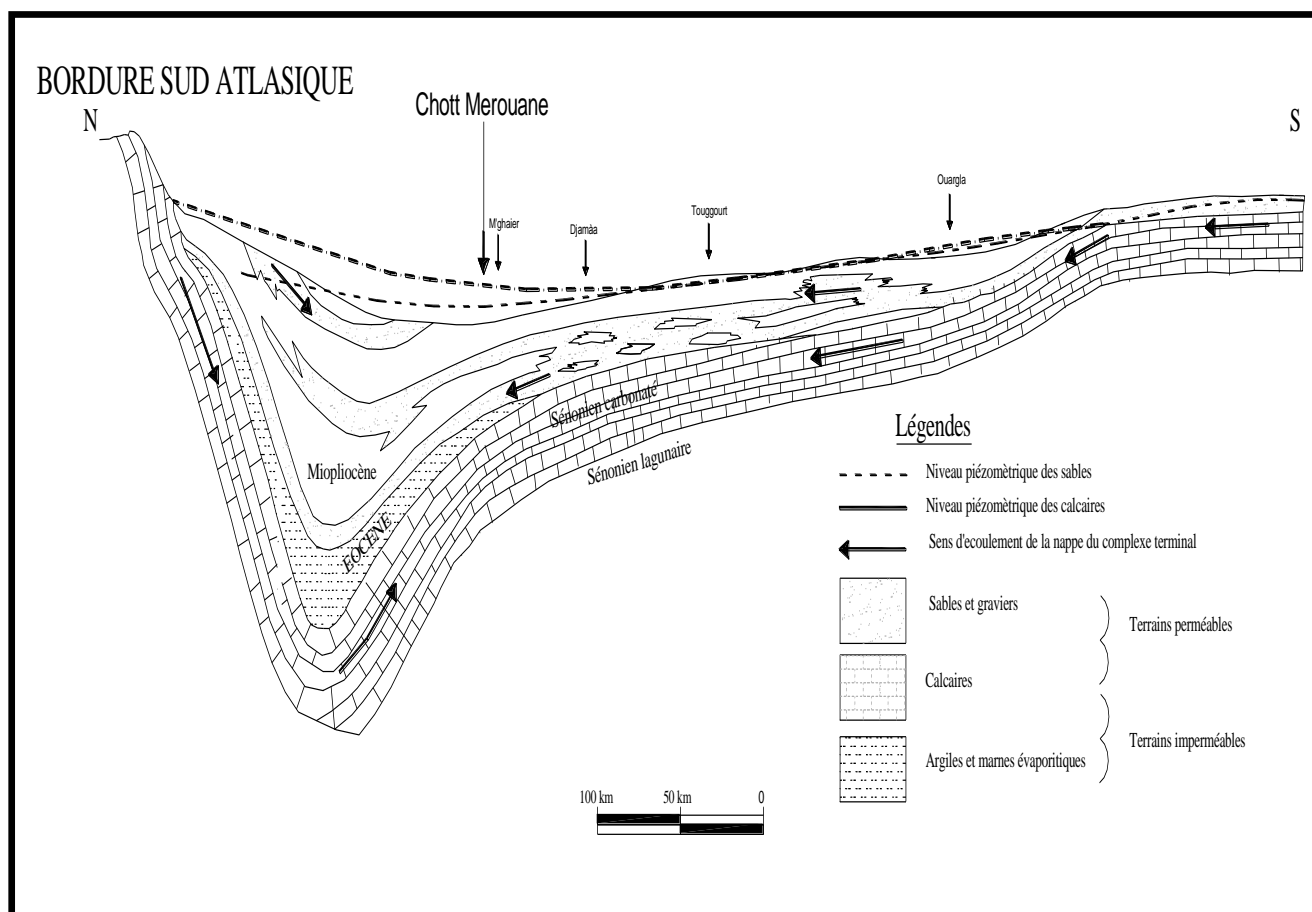 BORDURE SUD ATLASIQUE
N
S
Chott Merouane
M'ghaier
Djamàa
Touggourt
Ouargla
Sénonien carbonaté
Sénonien lagunaire
Miopliocène
EOCENE
Légendes
Niveau piézomètrique des sables
Niveau piézomètrique des calcaires
Sens d'ecoulement de la nappe du complexe terminal
Sables et graviers
Terrains perméables
Calcaires
Terrains imperméables
Argiles et marnes évaporitiques
100 km 50 km 0